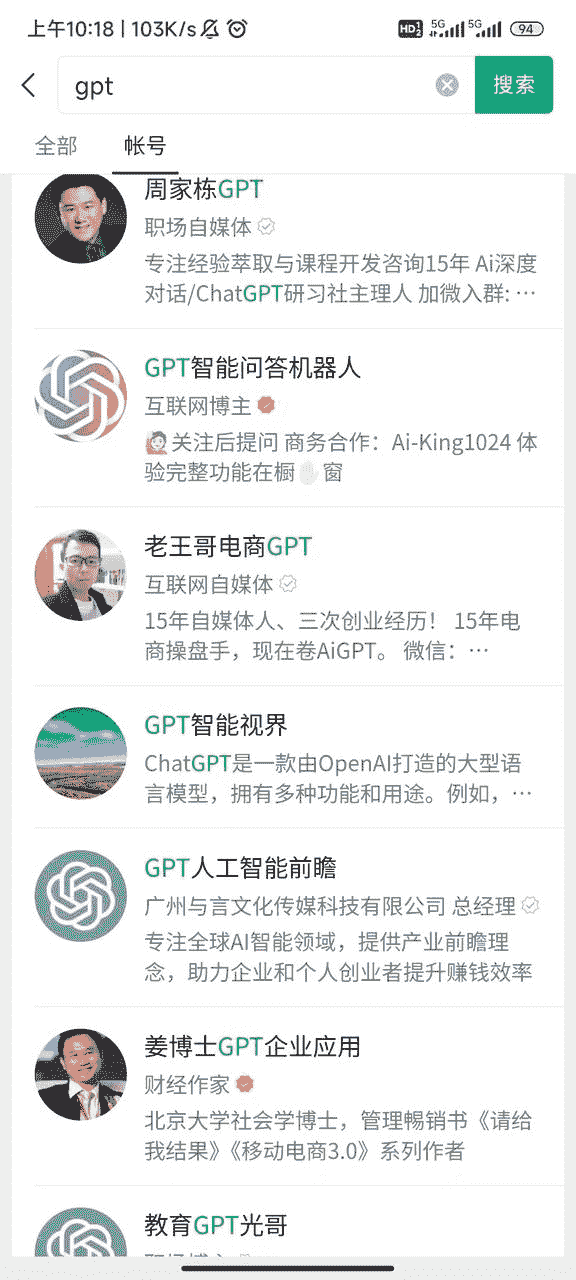 上午10:18 | 103K/s
HD 5G 5G 94
gpt
搜索
全部 帐号
周家栋GPT
职场自媒体
专注经验萃取与课程开发咨询15年 Ai深度
对话/ChatGPT研习社主理人 加微入群: …
GPT智能问答机器人
互联网博主
关注后提问 商务合作：Ai-King1024 体
验完整功能在橱✋窗
老王哥电商GPT
互联网自媒体
15年自媒体人、三次创业经历！ 15年电
商操盘手，现在卷AiGPT。 微信：…
GPT智能视界
ChatGPT是一款由OpenAI打造的大型语
言模型，拥有多种功能和用途。例如，…
GPT人工智能前瞻
广州与言文化传媒科技有限公司 总经理
专注全球AI智能领域，提供产业前瞻理
念，助力企业和个人创业者提升赚钱效率
姜博士GPT企业应用
财经作家
北京大学社会学博士，管理畅销书《请给
我结果》《移动电商3.0》系列作者
教育GPT光哥